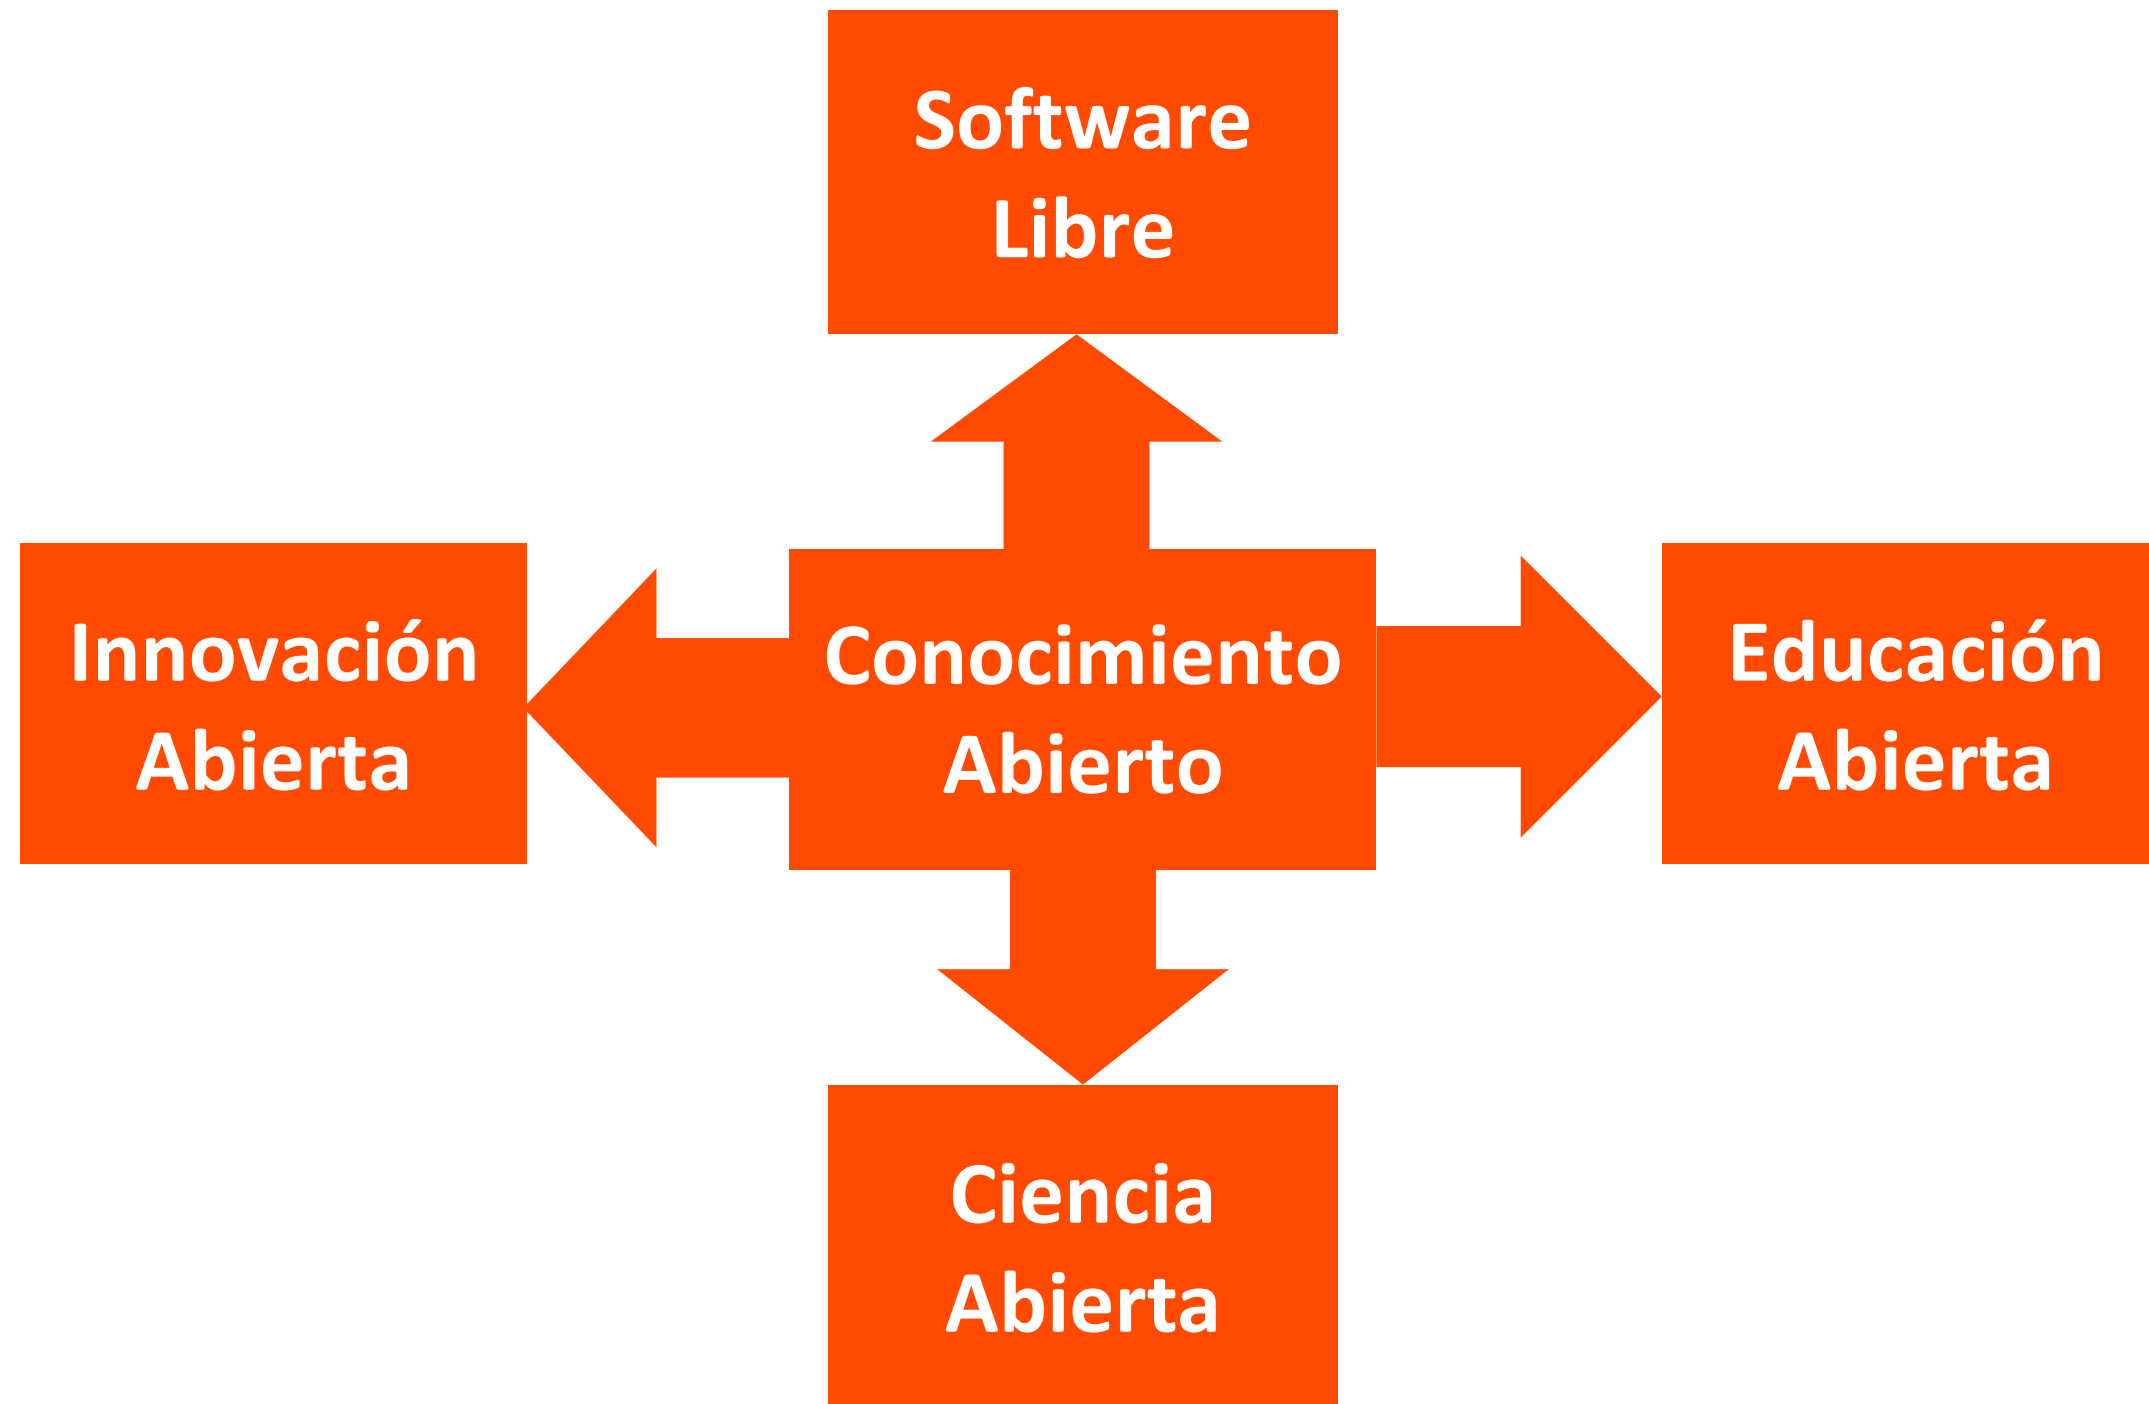 Software
Libre
Innovación
Abierta
Conocimiento
Abierto
Educación
Abierta
Ciencia
Abierta